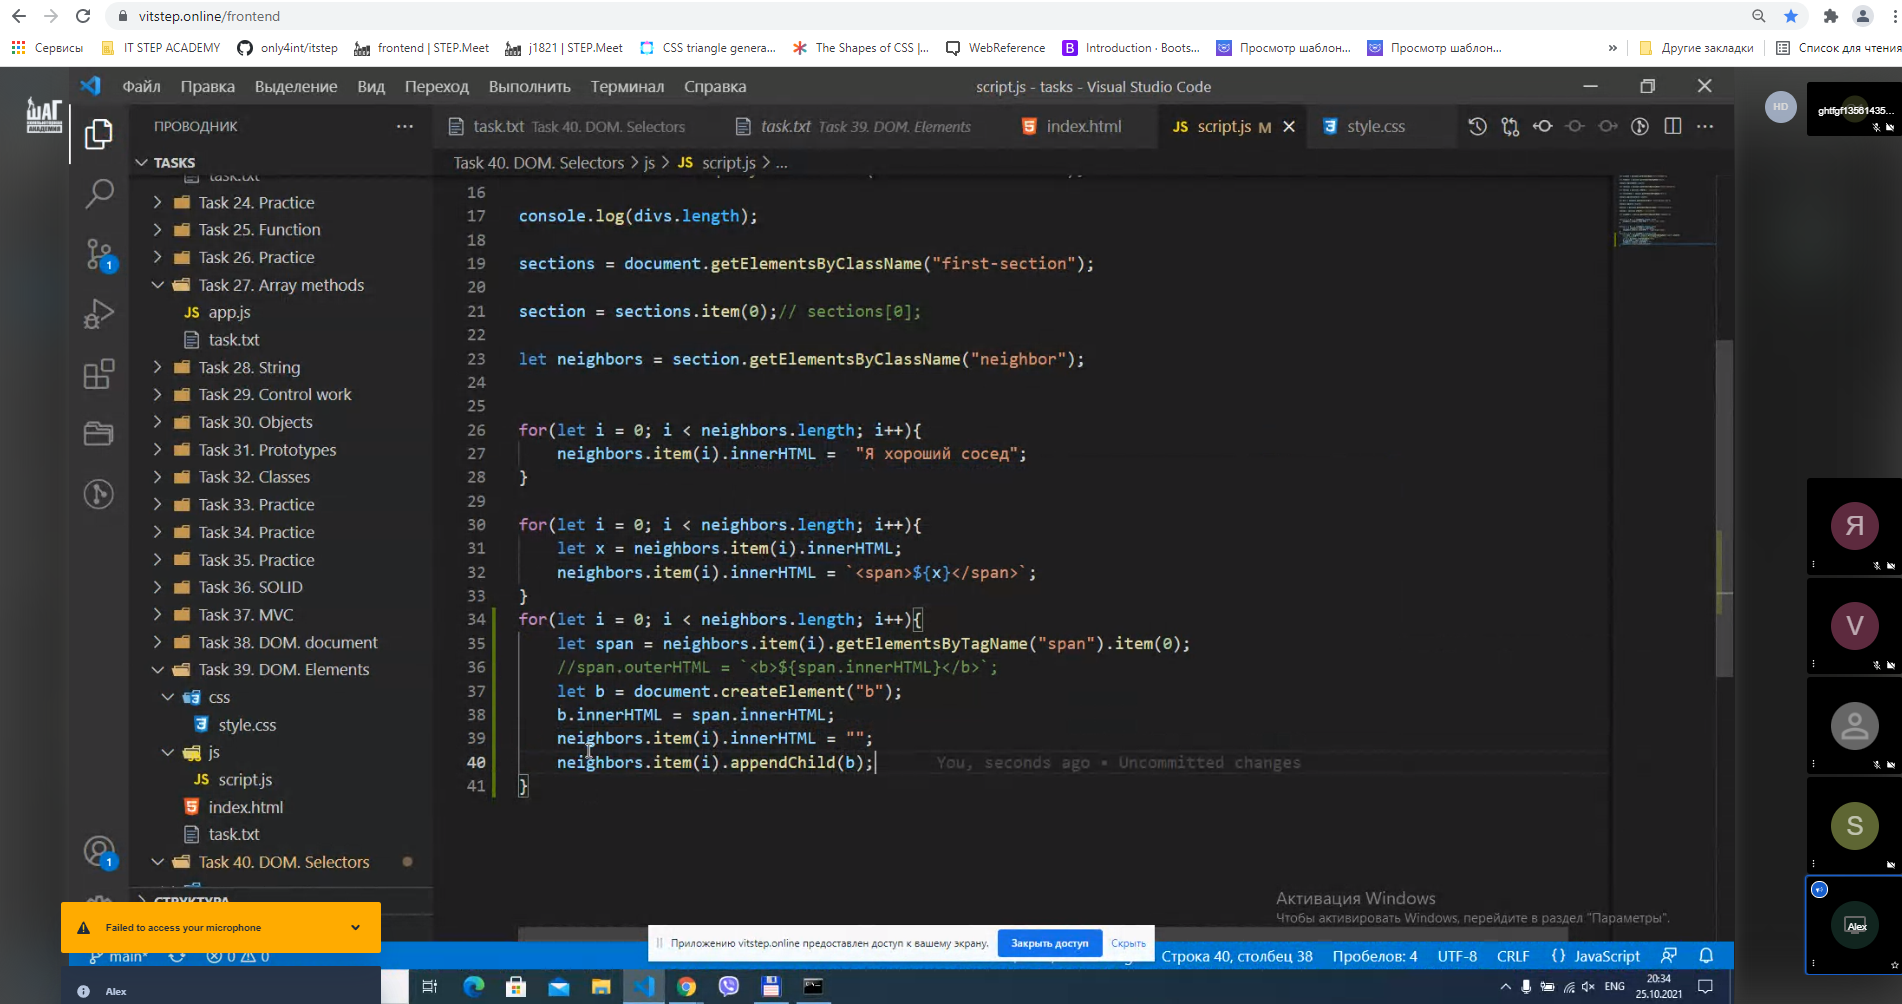 vitstep.online/frontend
Сервисы IT STEP ACADEMY only4int/itstep frontend | STEP.Meet j1821 | STEP.Meet CSS triangle genera... The Shapes of CSS |... WebReference Introduction · Boots... Просмотр шаблон... Просмотр шаблон... » Другие закладки Список для чтения
ШАГ
Файл Правка Выделение Вид Переход Выполнить Терминал Справка script.js - tasks - Visual Studio Code
HD
ghtfgf13561435...
ПРОВОДНИК ...
task.txt Task 40. DOM. Selectors task.txt Task 39. DOM. Elements index.html JS script.js M style.css
TASKS
Task 40. DOM. Selectors > js > JS script.js > ...
task.txt
Task 24. Practice
Task 25. Function
Task 26. Practice
Task 27. Array methods
JS app.js
task.txt
Task 28. String
Task 29. Control work
Task 30. Objects
Task 31. Prototypes
Task 32. Classes
Task 33. Practice
Task 34. Practice
Task 35. Practice
Task 36. SOLID
Task 37. MVC
Task 38. DOM. document
Task 39. DOM. Elements
css
style.css
js
JS script.js
index.html
task.txt
Task 40. DOM. Selectors
СТРУКТУРА
1
1
16
17 console.log(divs.length);
18
19 sections = document.getElementsByClassName("first-section");
20
21 section = sections.item(0);// sections[0];
22
23 let neighbors = section.getElementsByClassName("neighbor");
24
25
26 for(let i = 0; i < neighbors.length; i++){
27 neighbors.item(i).innerHTML =  "Я хороший сосед";
28 }
29
30 for(let i = 0; i < neighbors.length; i++){
31 let x = neighbors.item(i).innerHTML;
32 neighbors.item(i).innerHTML = `<span>${x}</span>`;
33 }
34 for(let i = 0; i < neighbors.length; i++){
35 let span = neighbors.item(i).getElementsByTagName("span").item(0);
36 //span.outerHTML = `<b>${span.innerHTML}</b>`;
37 let b = document.createElement("b");
38 b.innerHTML = span.innerHTML;
39 neighbors.item(i).innerHTML = "";
40 neighbors.item(i).appendChild(b); You, seconds ago • Uncommitted changes
41 }
Я
V
S
Alex
Активация Windows
Чтобы активировать Windows, перейдите в раздел "Параметры".
Failed to access your microphone
Приложению vitstep.online предоставлен доступ к вашему экрану. Закрыть доступ Скрыть
main* 0 0 Строка 40, столбец 38 Пробелов: 4 UTF-8 CRLF {} JavaScript
Alex
ENG 20:34
25.10.2021